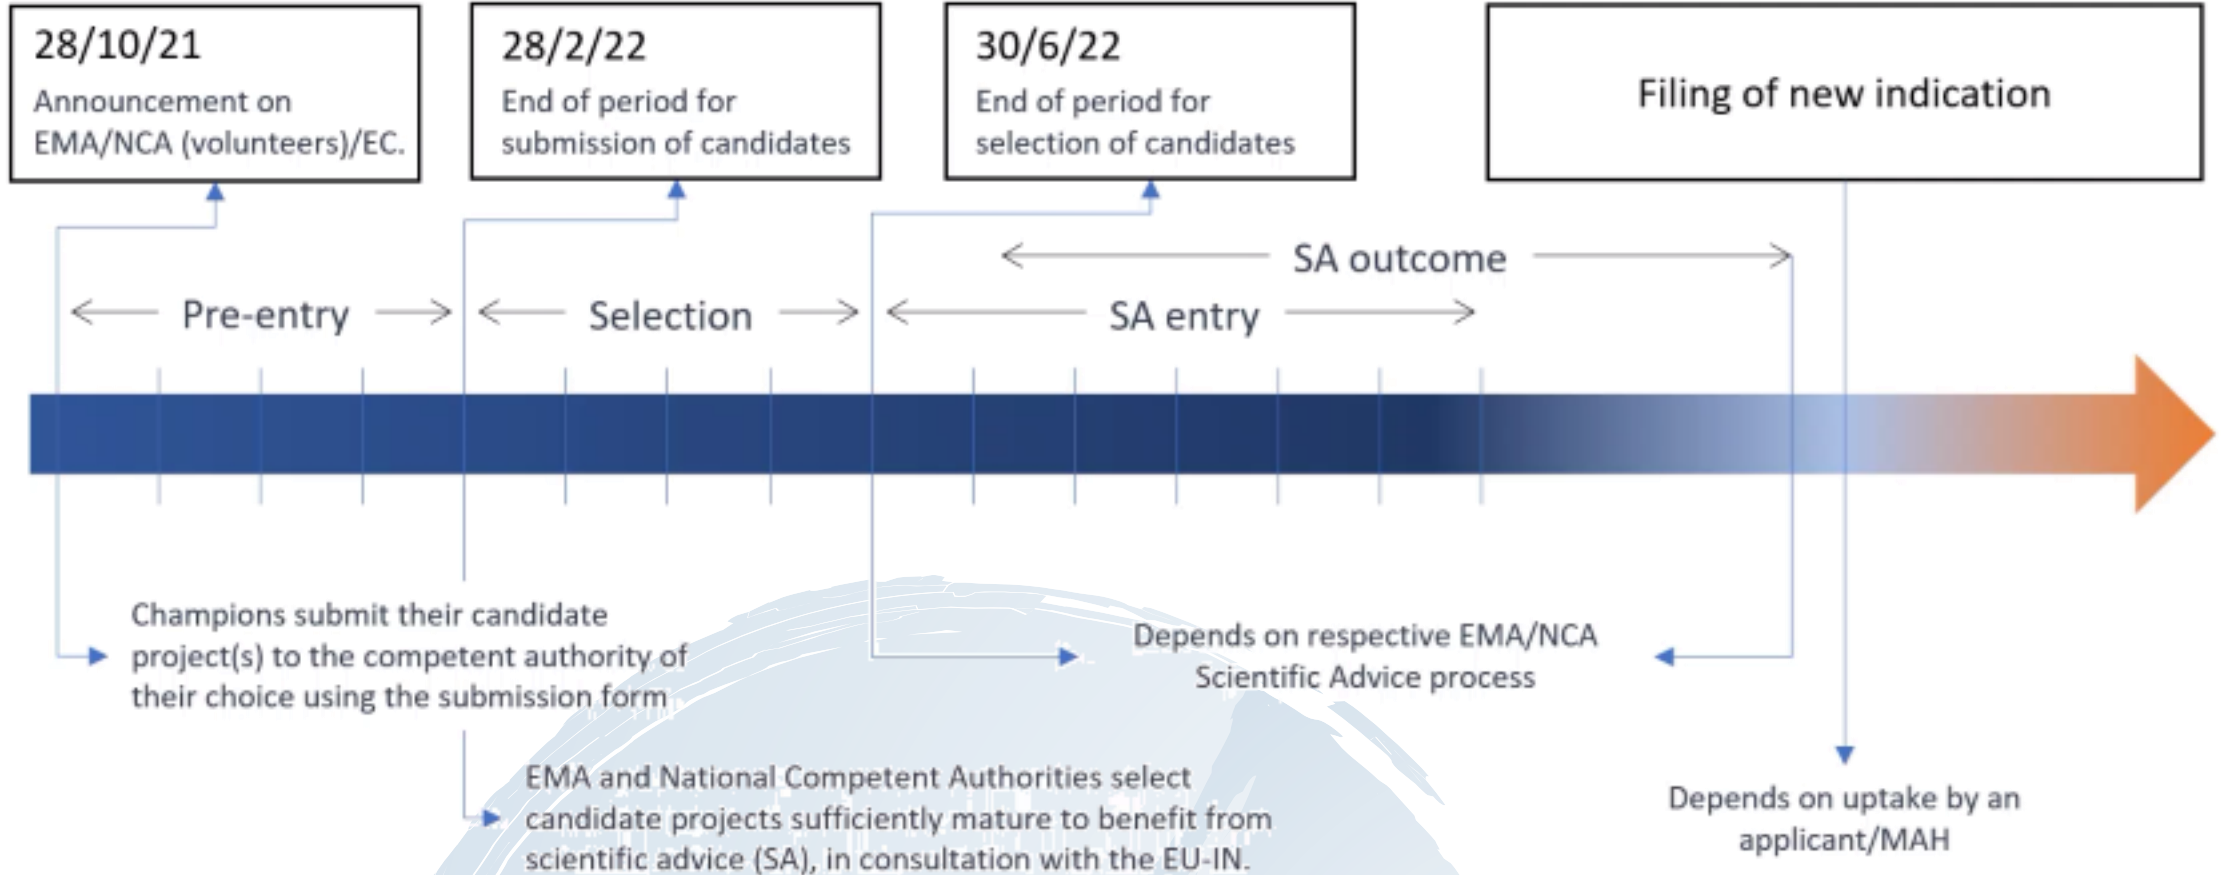 28/10/21
Announcement on
EMA/NCA (volunteers)/EC.
28/2/22
End of period for
submission of candidates
30/6/22
End of period for
selection of candidates
Filing of new indication
SA outcome
Pre-entry
Selection
SA entry
Champions submit their candidate
project(s) to the competent authority of
their choice using the submission form
Depends on respective EMA/NCA
Scientific Advice process
EMA and National Competent Authorities select
candidate projects sufficiently mature to benefit from
scientific advice (SA), in consultation with the EU-IN.
Depends on uptake by an
applicant/MAH